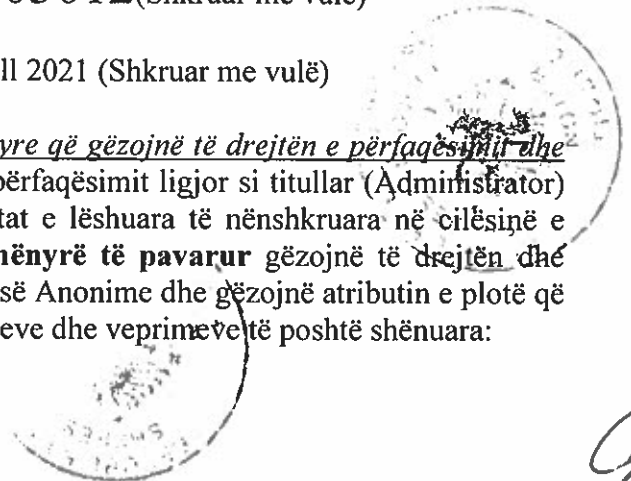 (Shkruar me vulë)
ll 2021 (Shkruar me vulë)
yre që gëzojnë të drejtën e përfaqësimit dhe
përfaqësimit ligjor si titullar (Administrator)
tat e lëshuara të nënshkruara në cilësinë e
mënyrë të pavarur gëzojnë të drejtën dhe
së Anonime dhe gëzojnë atributin e plotë që
eve dhe veprimeve të poshtë shënuara: